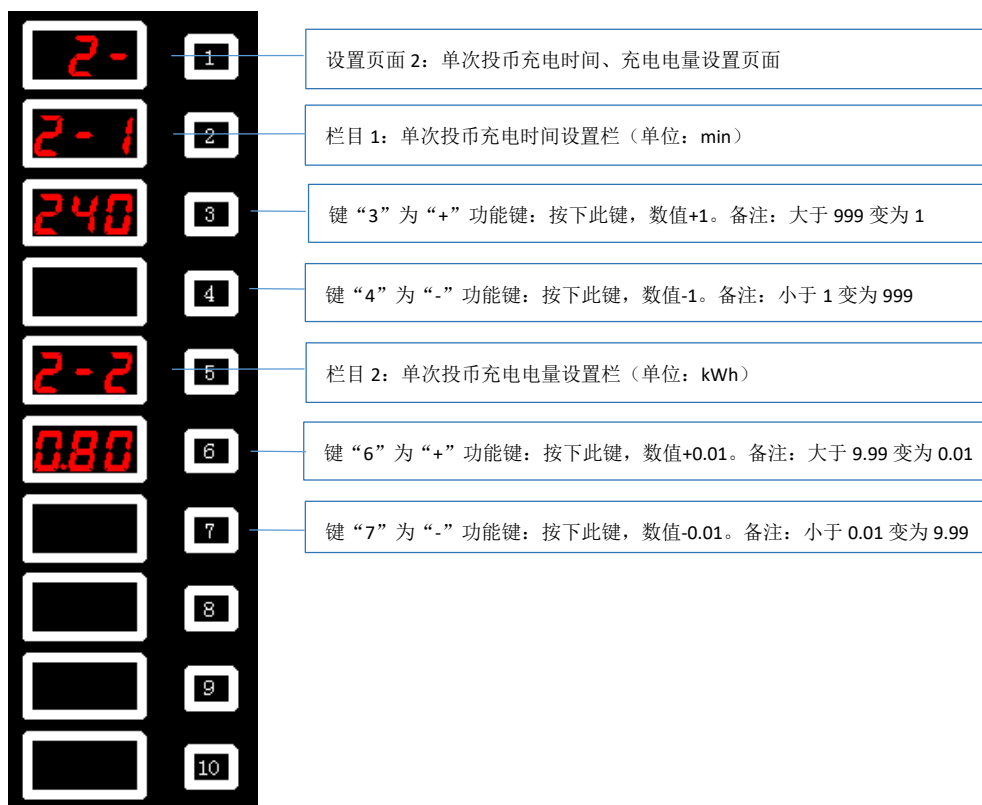 2-
1
设置页面 2：单次投币充电时间、充电电量设置页面
2-1
2
栏目 1：单次投币充电时间设置栏（单位：min）
240
3
键“3”为“+”功能键：按下此键，数值+1。备注：大于 999 变为 1
4
键“4”为“-”功能键：按下此键，数值-1。备注：小于 1 变为 999
2-2
5
栏目 2：单次投币充电电量设置栏（单位：kWh）
0.80
6
键“6”为“+”功能键：按下此键，数值+0.01。备注：大于 9.99 变为 0.01
7
键“7”为“-”功能键：按下此键，数值-0.01。备注：小于 0.01 变为 9.99
8
9
10